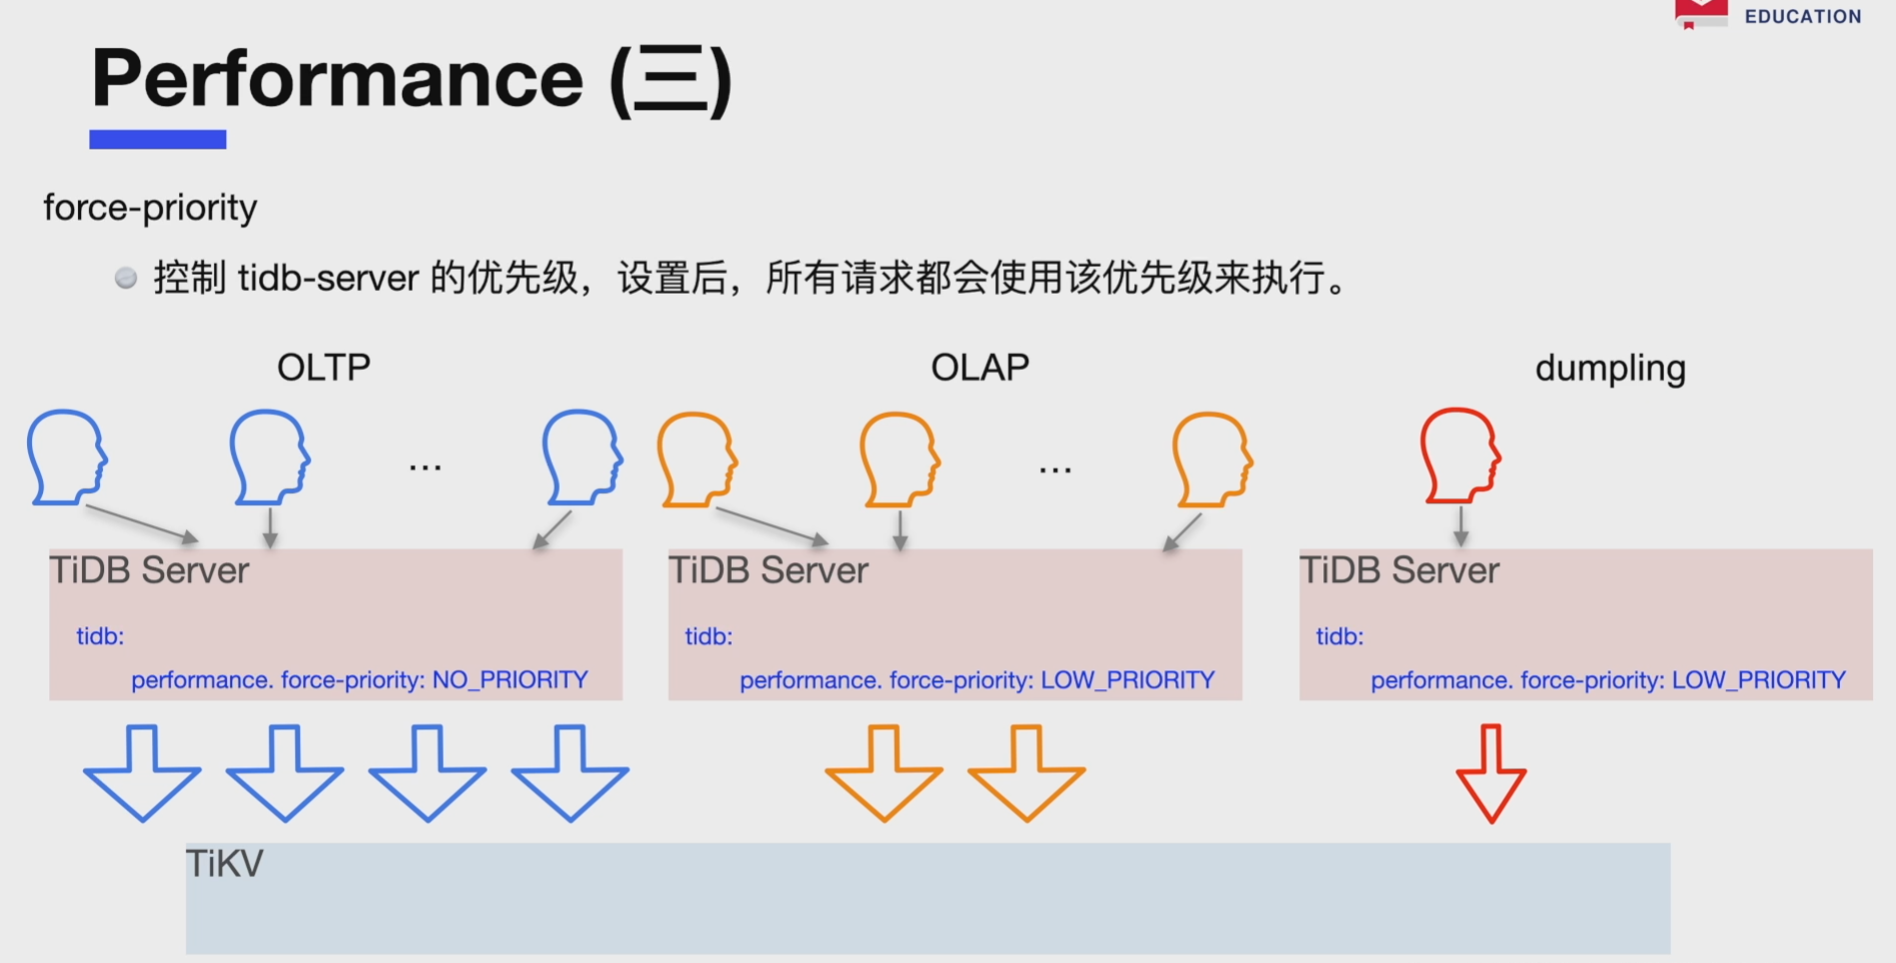 EDUCATION
Performance (三)
force-priority
控制 tidb-server 的优先级，设置后，所有请求都会使用该优先级来执行。
OLTP
OLAP
dumpling
...
...
TiDB Server
tidb:
performance. force-priority: NO_PRIORITY
TiDB Server
tidb:
performance. force-priority: LOW_PRIORITY
TiDB Server
tidb:
performance. force-priority: LOW_PRIORITY
TiKV